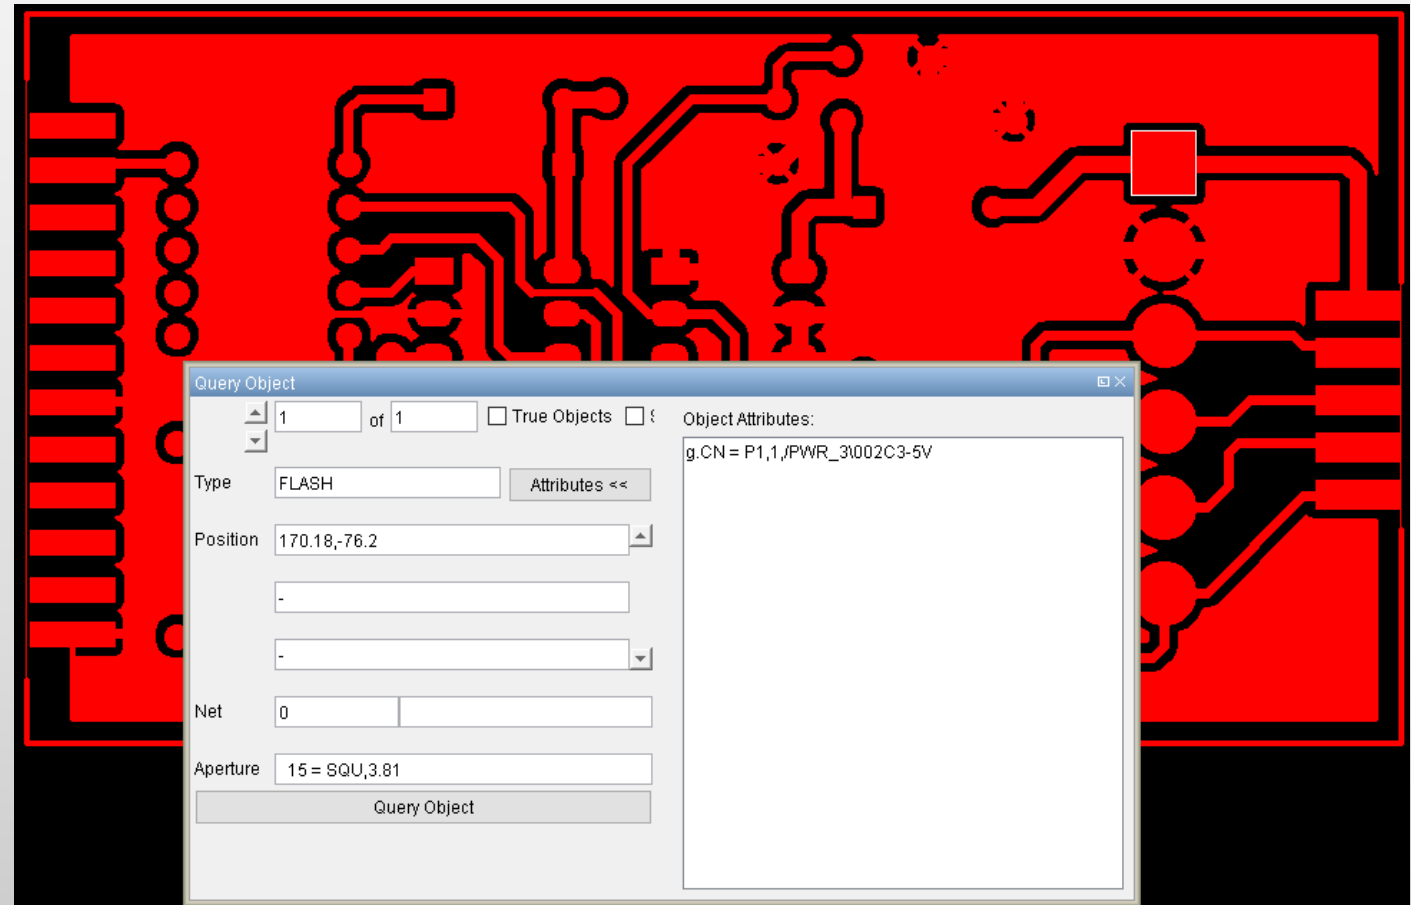 Query Object
1 of 1 True Objects
Type FLASH Attributes <<
Position 170.18,-76.2
-
-
Net 0
Aperture 15 = SQU,3.81
Query Object
Object Attributes:
g.CN = P1,1,/PWR_3\002C3-5V